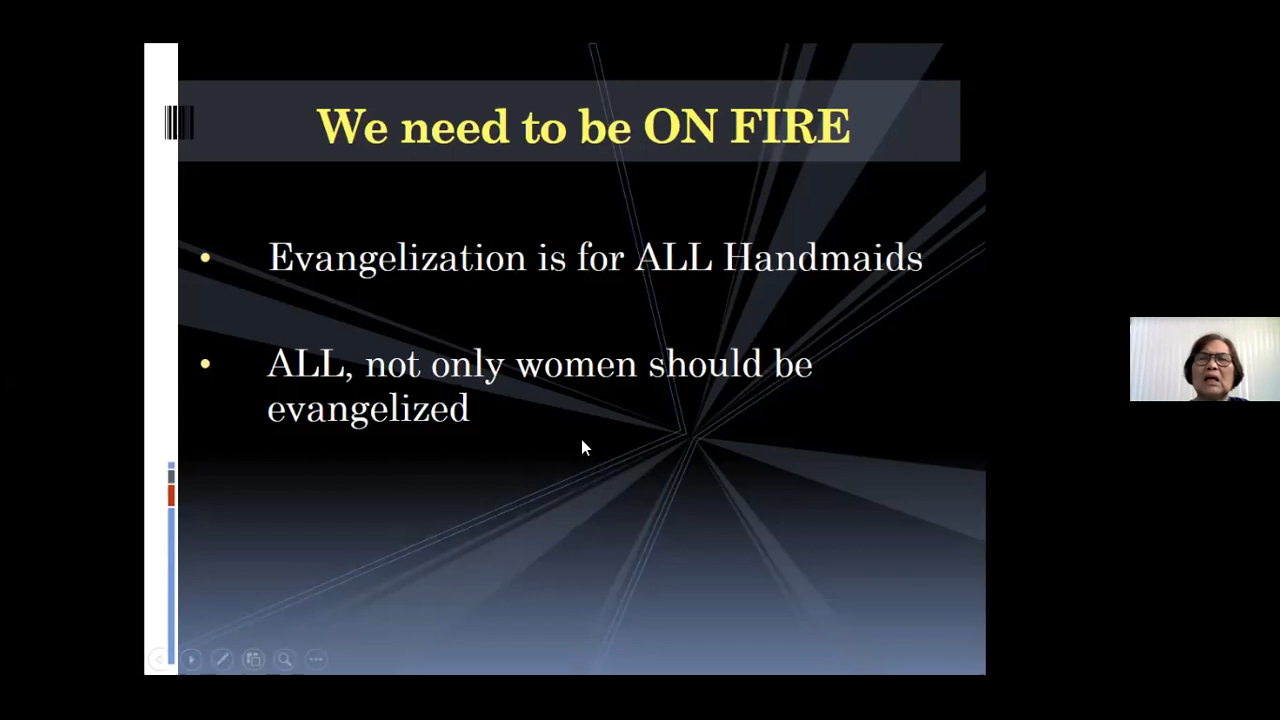 We need to be ON FIRE
• Evangelization is for ALL Handmaids
• ALL, not only women should be
evangelized